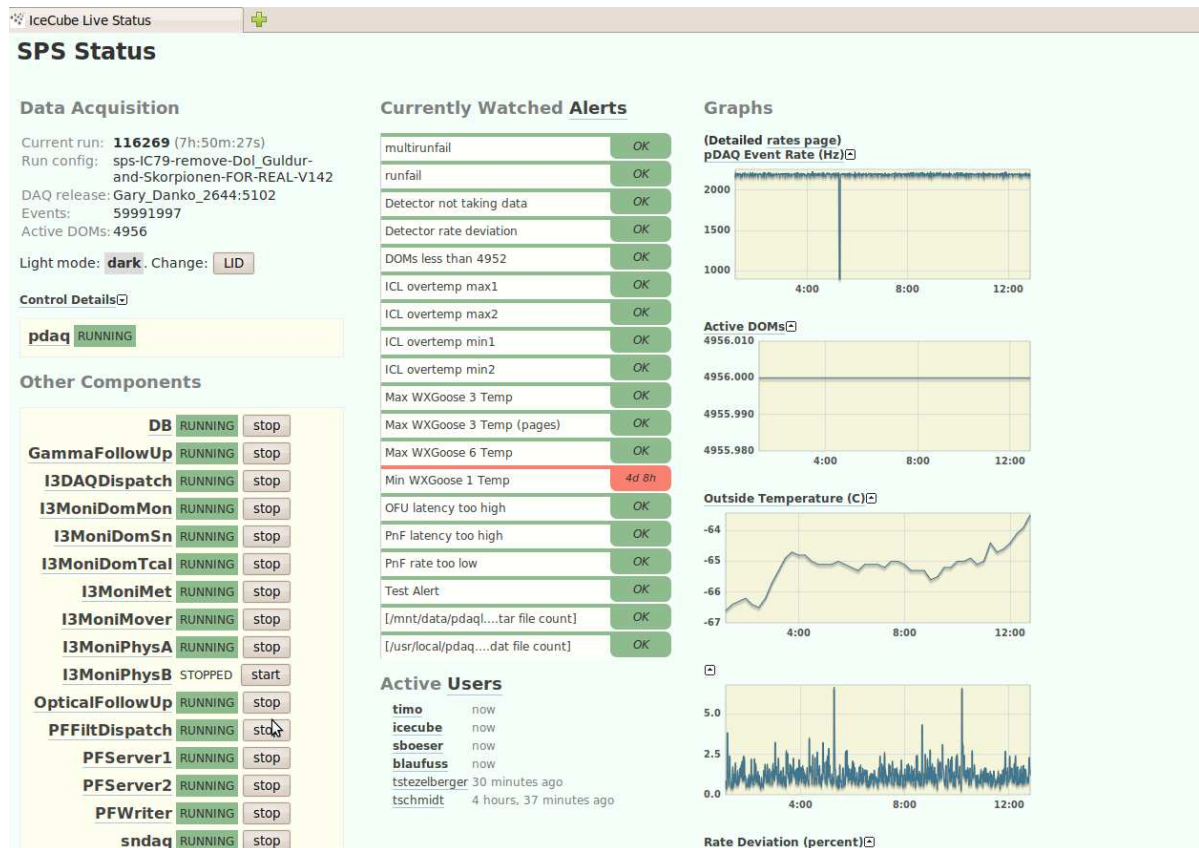 IceCube Live Status
SPS Status
Data Acquisition
Current run: 116269 (7h:50m:27s)
Run config: sps-IC79-remove-Dol_Guldur-
and-Skorpionen-FOR-REAL-V142
DAQ release: Gary_Danko_2644:5102
Events: 59991997
Active DOMs: 4956
Light mode: dark. Change: LID
Control Details
pdaq RUNNING
Other Components
DB RUNNING stop
GammaFollowUp RUNNING stop
I3DAQDispatch RUNNING stop
I3MoniDomMon RUNNING stop
I3MoniDomSn RUNNING stop
I3MoniDomTcal RUNNING stop
I3MoniMet RUNNING stop
I3MoniMover RUNNING stop
I3MoniPhysA RUNNING stop
I3MoniPhysB STOPPED start
OpticalFollowUp RUNNING stop
PFFiltDispatch RUNNING stop
PFServer1 RUNNING stop
PFServer2 RUNNING stop
PFWriter RUNNING stop
sndaq RUNNING stop
Currently Watched Alerts
multirunfail OK
runfail OK
Detector not taking data OK
Detector rate deviation OK
DOMs less than 4952 OK
ICL overtemp max1 OK
ICL overtemp max2 OK
ICL overtemp min1 OK
ICL overtemp min2 OK
Max WXGoose 3 Temp OK
Max WXGoose 3 Temp (pages) OK
Max WXGoose 6 Temp OK
Min WXGoose 1 Temp 4d 8h
OFU latency too high OK
PnF latency too high OK
PnF rate too low OK
Test Alert OK
[/mnt/data/pdaql....tar file count] OK
[/usr/local/pdaq....dat file count] OK
Active Users
timo now
icecube now
sboeser now
blaufuss now
tstezelberger 30 minutes ago
tschmidt 4 hours, 37 minutes ago
Graphs
(Detailed rates page)
pDAQ Event Rate (Hz)
2000
1500
1000
4:00 8:00 12:00
Active DOMs
4956.010
4956.000
4955.990
4955.980
4:00 8:00 12:00
Outside Temperature (C)
-64
-65
-66
-67
4:00 8:00 12:00
5.0
2.5
0.0
4:00 8:00 12:00
Rate Deviation (percent)